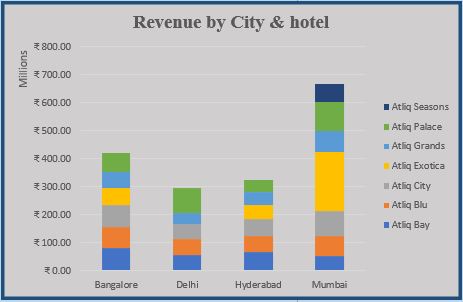 Revenue by City & hotel
Millions
₹800.00
₹700.00
₹600.00
₹500.00
₹400.00
₹300.00
₹200.00
₹100.00
₹0.00
Bangalore
Delhi
Hyderabad
Mumbai
Atliq Seasons
Atliq Palace
Atliq Grands
Atliq Exotica
Atliq City
Atliq Blu
Atliq Bay